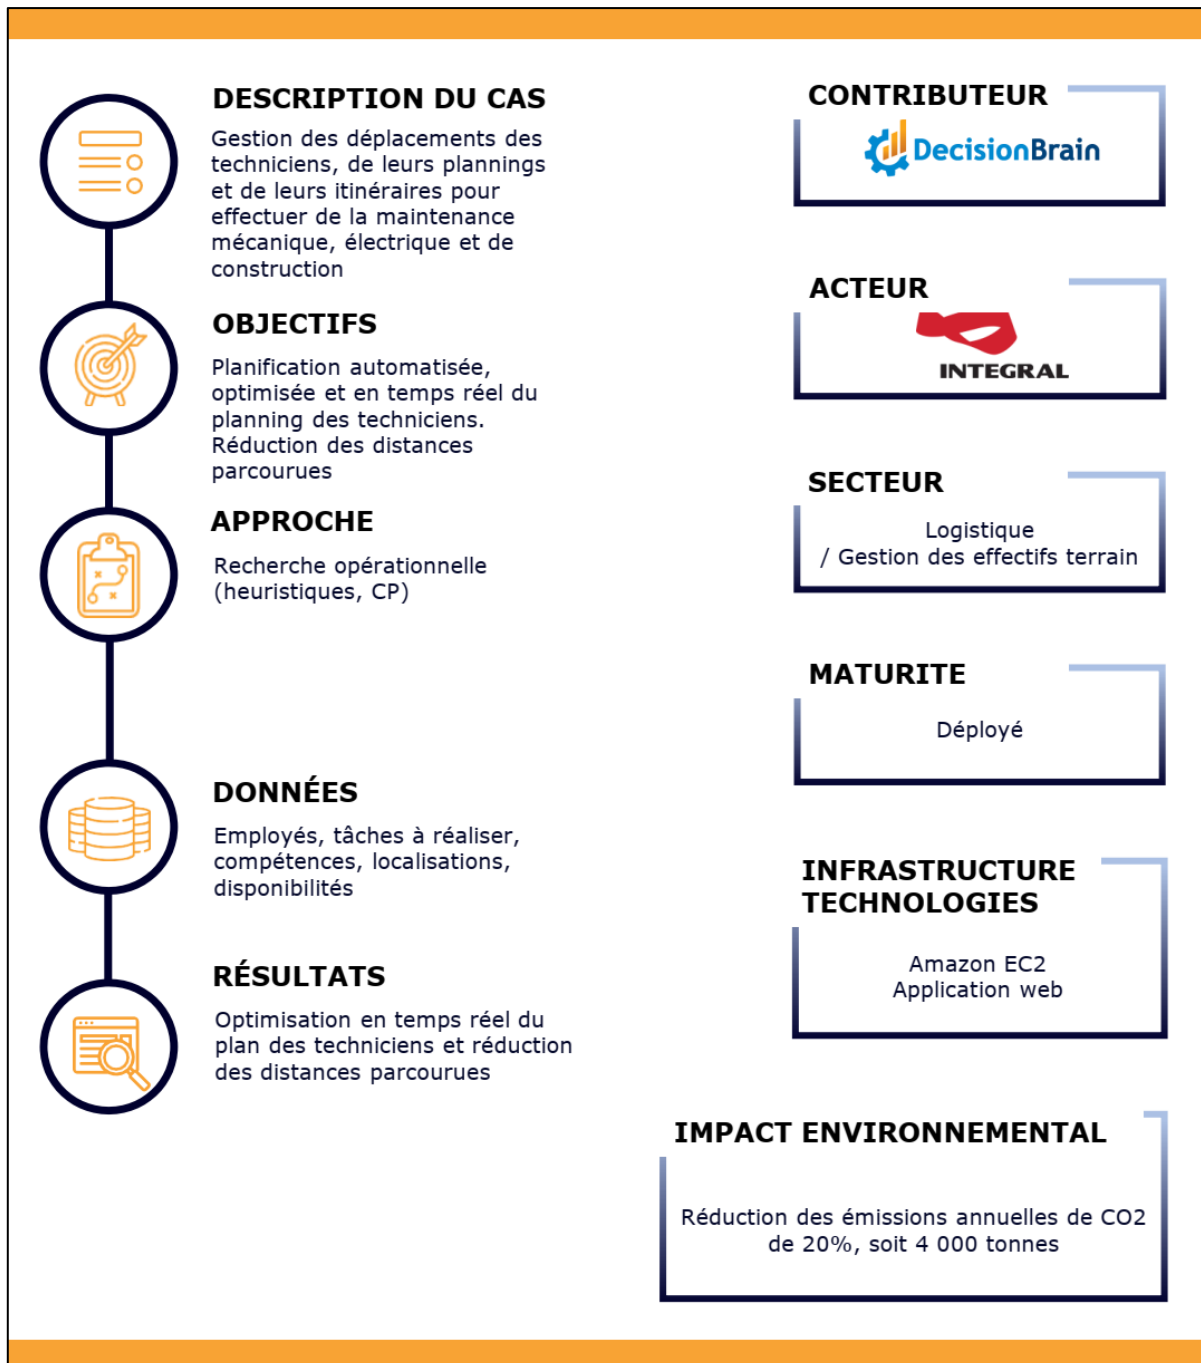 DESCRIPTION DU CAS
Gestion des déplacements des
techniciens, de leurs plannings
et de leurs itinéraires pour
effectuer de la maintenance
mécanique, électrique et de
construction
OBJECTIFS
Planification automatisée,
optimisée et en temps réel du
planning des techniciens.
Réduction des distances
parcourues
APPROCHE
Recherche opérationnelle
(heuristiques, CP)
DONNÉES
Employés, tâches à réaliser,
compétences, localisations,
disponibilités
RÉSULTATS
Optimisation en temps réel du
plan des techniciens et réduction
des distances parcourues
CONTRIBUTEUR
DecisionBrain
ACTEUR
INTEGRAL
SECTEUR
Logistique
/ Gestion des effectifs terrain
MATURITE
Déployé
INFRASTRUCTURE
TECHNOLOGIES
Amazon EC2
Application web
IMPACT ENVIRONNEMENTAL
Réduction des émissions annuelles de CO2
de 20%, soit 4 000 tonnes